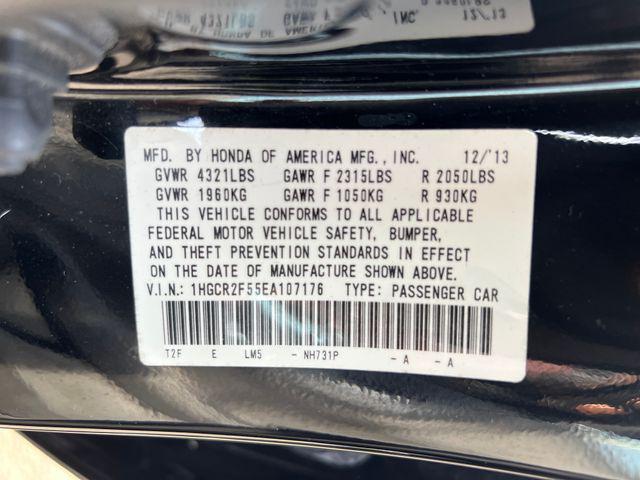 MFD. BY HONDA OF AMERICA MFG., INC. 12/'13
GVWR 4321LBS GAWR F 2315LBS R 2050LBS
GVWR 1960KG GAWR F 1050KG R 930KG
THIS VEHICLE CONFORMS TO ALL APPLICABLE
FEDERAL MOTOR VEHICLE SAFETY, BUMPER,
AND THEFT PREVENTION STANDARDS IN EFFECT
ON THE DATE OF MANUFACTURE SHOWN ABOVE.
V.I.N.: 1HGCR2F55EA107176 TYPE: PASSENGER CAR
T2F E LM5 - NH731P - A - A